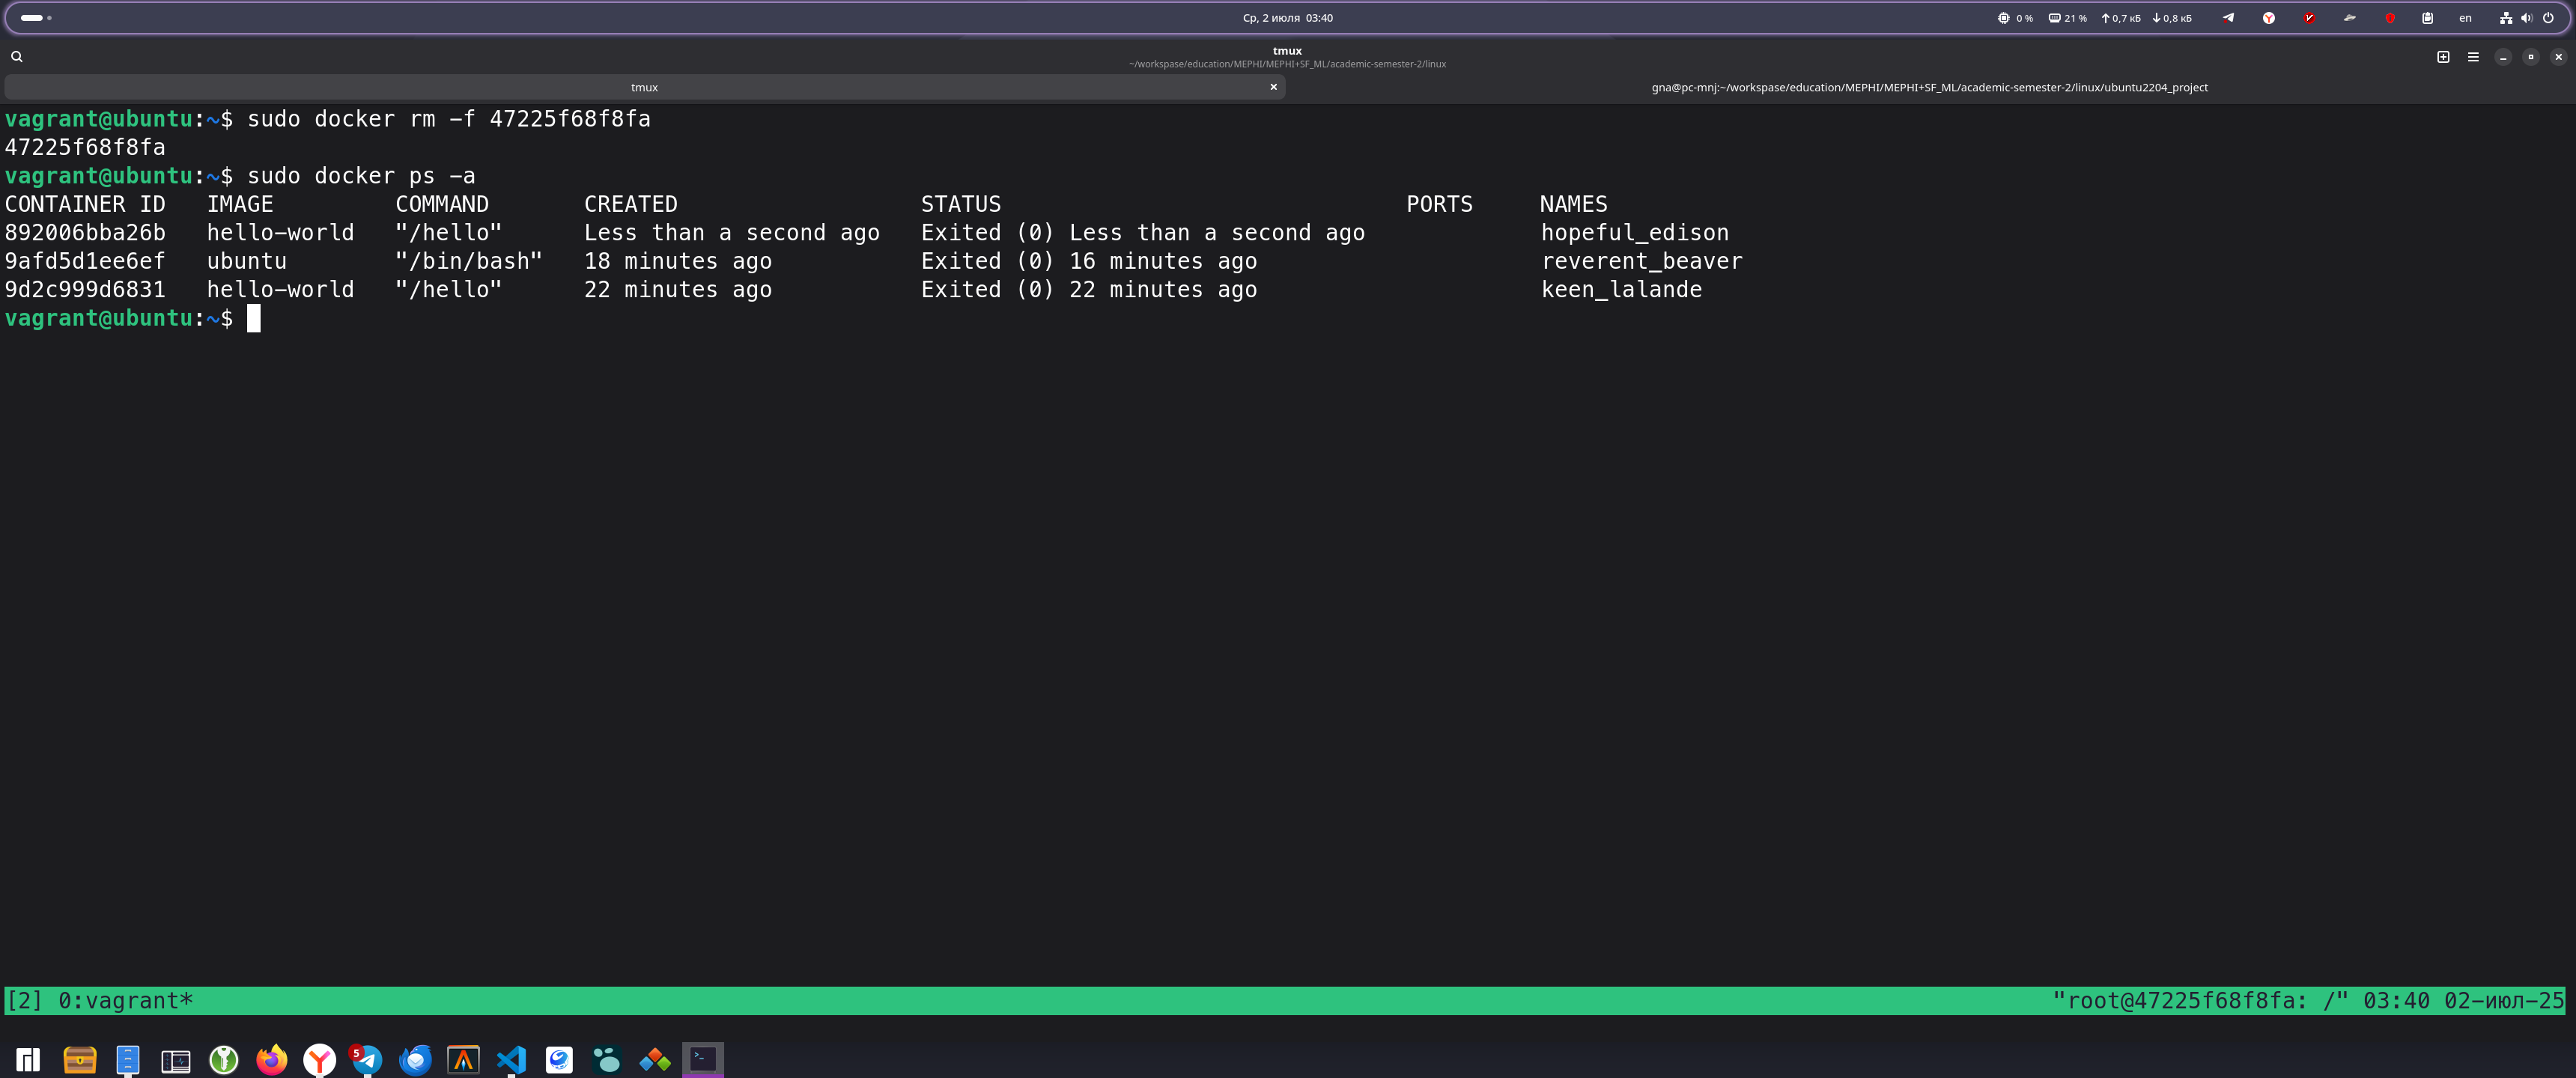 Ср, 2 июля 03:40
0 % 21 % 0,7 кБ 0,8 кБ en
tmux
~/workspase/education/MEPHI/MEPHI+SF_ML/academic-semester-2/linux
tmux
gna@pc-mnj:~/workspase/education/MEPHI/MEPHI+SF_ML/academic-semester-2/linux/ubuntu2204_project
vagrant@ubuntu:~$ sudo docker rm -f 47225f68f8fa
47225f68f8fa
vagrant@ubuntu:~$ sudo docker ps -a
CONTAINER ID   IMAGE         COMMAND       CREATED                  STATUS                              PORTS     NAMES
892006bba26b   hello-world   "/hello"      Less than a second ago   Exited (0) Less than a second ago             hopeful_edison
9afd5d1ee6ef   ubuntu        "/bin/bash"   18 minutes ago           Exited (0) 16 minutes ago                     reverent_beaver
9d2c999d6831   hello-world   "/hello"      22 minutes ago           Exited (0) 22 minutes ago                     keen_lalande
vagrant@ubuntu:~$
[2] 0:vagrant* "root@47225f68f8fa: /" 03:40 02-июл-25
5